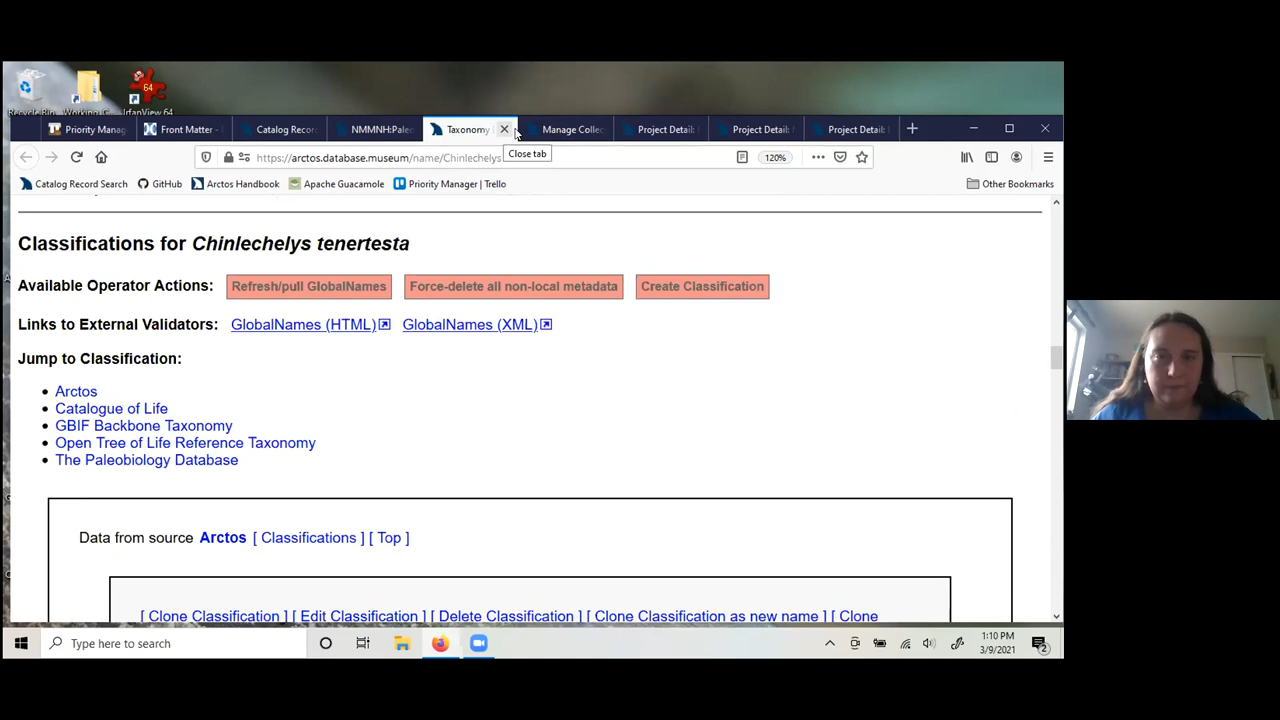 64
Recycle Bin
IrfanView 64
Priority Manag
Front Matter -
Catalog Recor
NMMNH:Paleo
Taxonomy
Manage Collec
Project Detail:
Project Detail:
Project Detail:
https://arctos.database.museum/name/Chinlechelys
Close tab
120%
Catalog Record Search
GitHub
Arctos Handbook
Apache Guacamole
Priority Manager | Trello
Other Bookmarks
Classifications for Chinlechelys tenertesta
Available Operator Actions: Refresh/pull GlobalNames Force-delete all non-local metadata Create Classification
Links to External Validators: GlobalNames (HTML) GlobalNames (XML)
Jump to Classification:
• Arctos
• Catalogue of Life
• GBIF Backbone Taxonomy
• Open Tree of Life Reference Taxonomy
• The Paleobiology Database
Data from source Arctos [ Classifications ] [ Top ]
[ Clone Classification ] [ Edit Classification ] [ Delete Classification ] [ Clone Classification as new name ] [ Clone
Type here to search
1:10 PM
3/9/2021
2